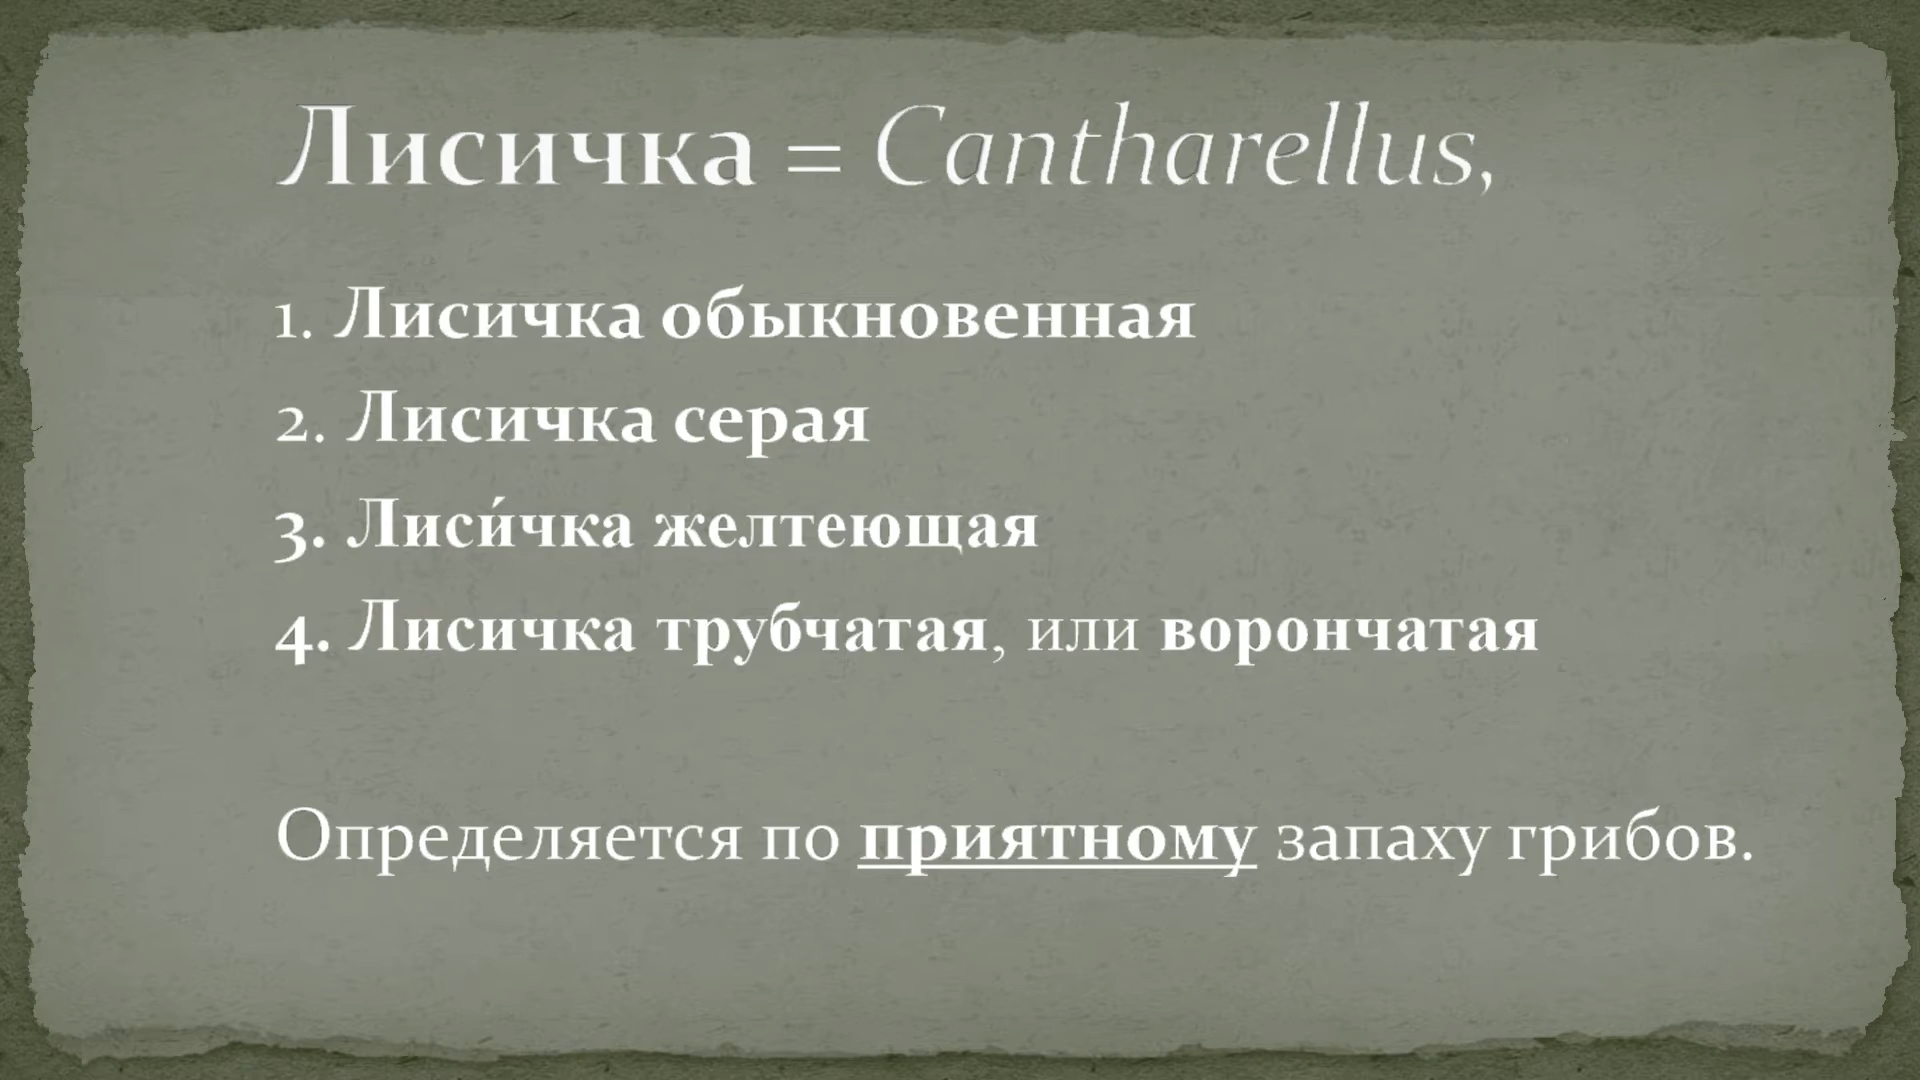 Лисичка = Cantharellus,
1. Лисичка обыкновенная
2. Лисичка серая
3. Лиси́чка желтеющая
4. Лисичка трубчатая, или ворончатая
Определяется по приятному запаху грибов.